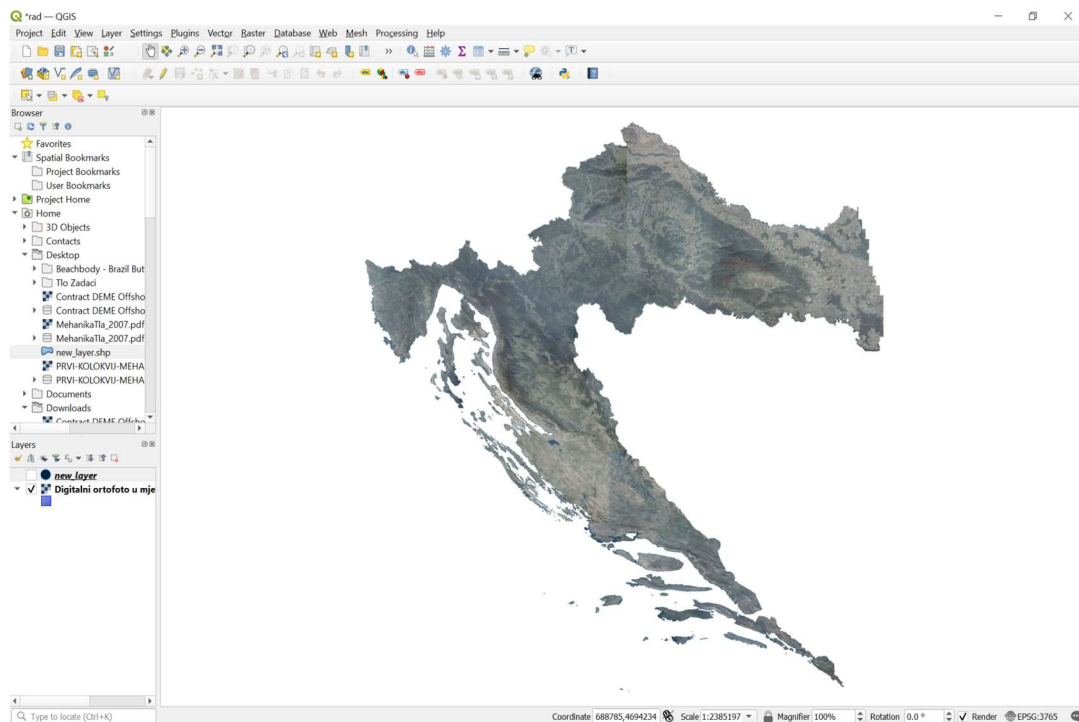 *rad — QGIS
Project Edit View Layer Settings Plugins Vector Raster Database Web Mesh Processing Help
Browser
Favorites
Spatial Bookmarks
Project Bookmarks
User Bookmarks
Project Home
Home
3D Objects
Contacts
Desktop
Beachbody - Brazil But
Tlo Zadaci
Contract DEME Offsho
Contract DEME Offsho
MehanikaTla_2007.pdf
MehanikaTla_2007.pdf
new_layer.shp
PRVI-KOLOKVIJ-MEHA
PRVI-KOLOKVIJ-MEHA
Documents
Downloads
Contract DEME Offsho
Layers
new_layer
Digitalni ortofoto u mje
Type to locate (Ctrl+K) Coordinate 688785,4694234 Scale 1:2385197 Magnifier 100% Rotation 0.0 ° Render EPSG:3765